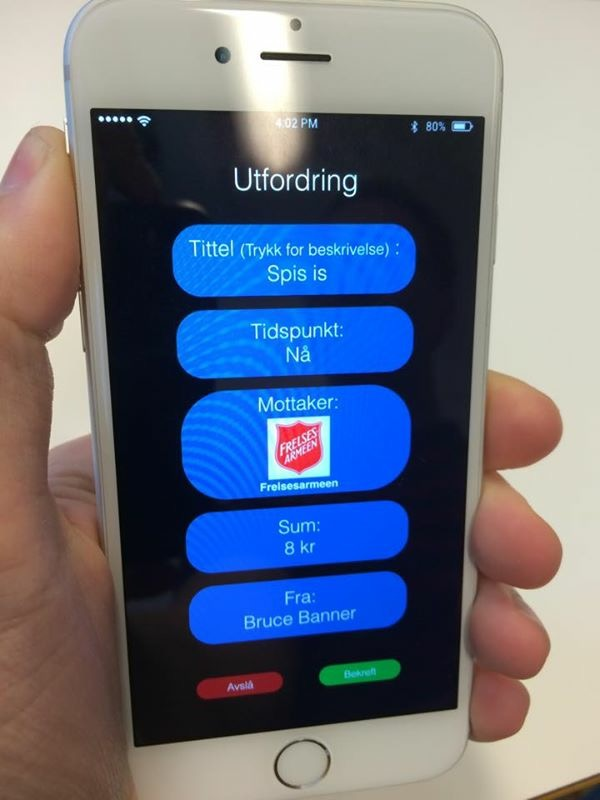 4:02 PM
80%
Utfordring
Tittel (Trykk for beskrivelse) :
Spis is
Tidspunkt:
Nå
Mottaker:
FRELSES-
ARMEEN
Frelsesarmeen
Sum:
8 kr
Fra:
Bruce Banner
Avslå
Bekreft